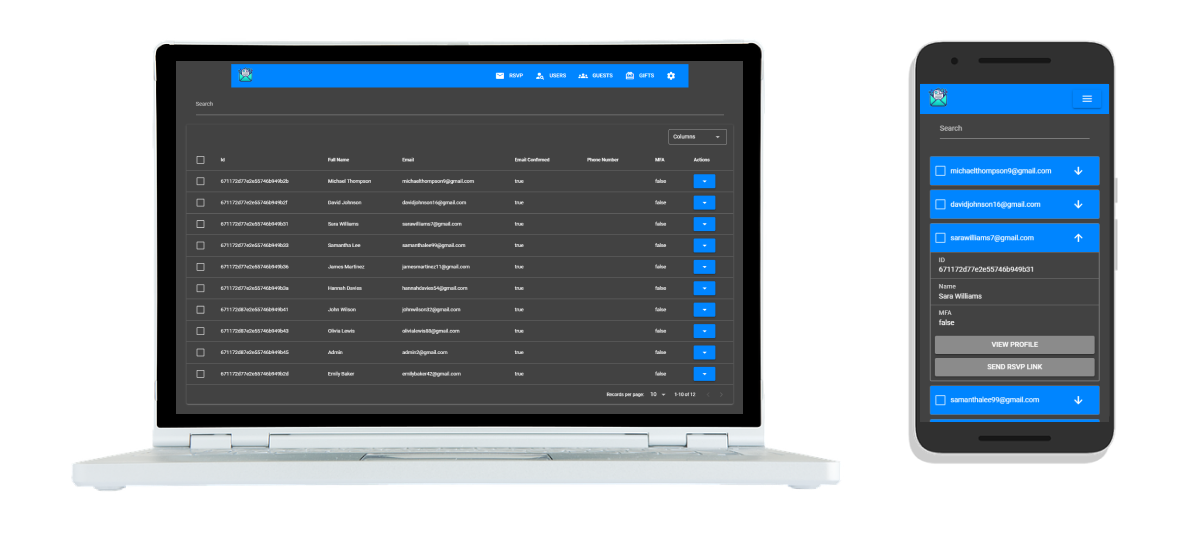 RSVP USERS GUESTS GIFTS
Search
Columns
Id Full Name Email Email Confirmed Phone Number MFA Actions
671172d77e2e55746b949b2b Michael Thompson michaelthompson9@gmail.com true false
671172d77e2e55746b949b2f David Johnson davidjohnson16@gmail.com true false
671172d77e2e55746b949b31 Sara Williams sarawilliams7@gmail.com true false
671172d77e2e55746b949b33 Samantha Lee samanthalee99@gmail.com true false
671172d77e2e55746b949b36 James Martinez jamesmartinez11@gmail.com true false
671172d77e2e55746b949b3a Hannah Davies hannahdavies54@gmail.com true false
671172d87e2e55746b949b41 John Wilson johnwilson32@gmail.com true false
671172d87e2e55746b949b43 Olivia Lewis olivialewis88@gmail.com true false
671172d87e2e55746b949b45 Admin admin2@gmail.com true false
671172d77e2e55746b949b2d Emily Baker emilybaker42@gmail.com true false
Records per page: 10 1-10 of 12
Search
michaelthompson9@gmail.com
davidjohnson16@gmail.com
sarawilliams7@gmail.com
ID
671172d77e2e55746b949b31
Name
Sara Williams
MFA
false
VIEW PROFILE
SEND RSVP LINK
samanthalee99@gmail.com